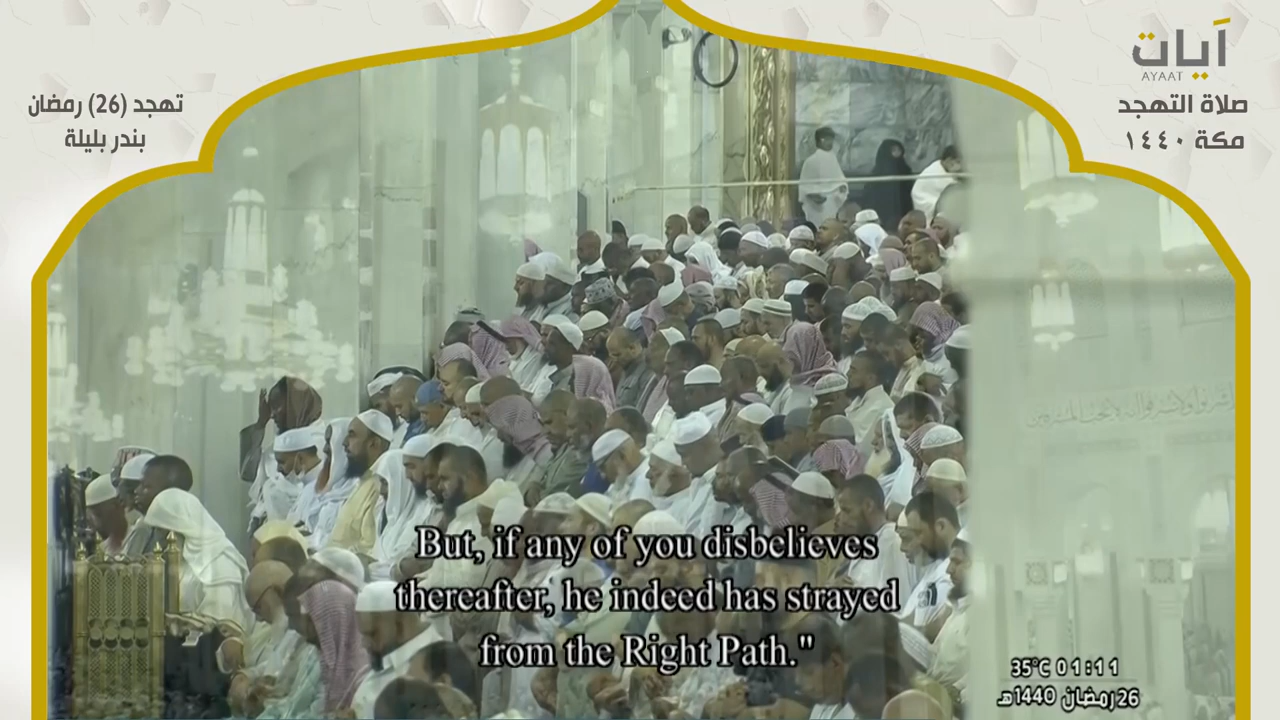 آيات
AYAAT
صلاة التهجد
مكة ١٤٤٠
تهجد (26) رمضان
بندر بليلة
But, if any of you disbelieves
thereafter, he indeed has strayed
from the Right Path."
35°C 01:11
26 رمضان 1440هـ